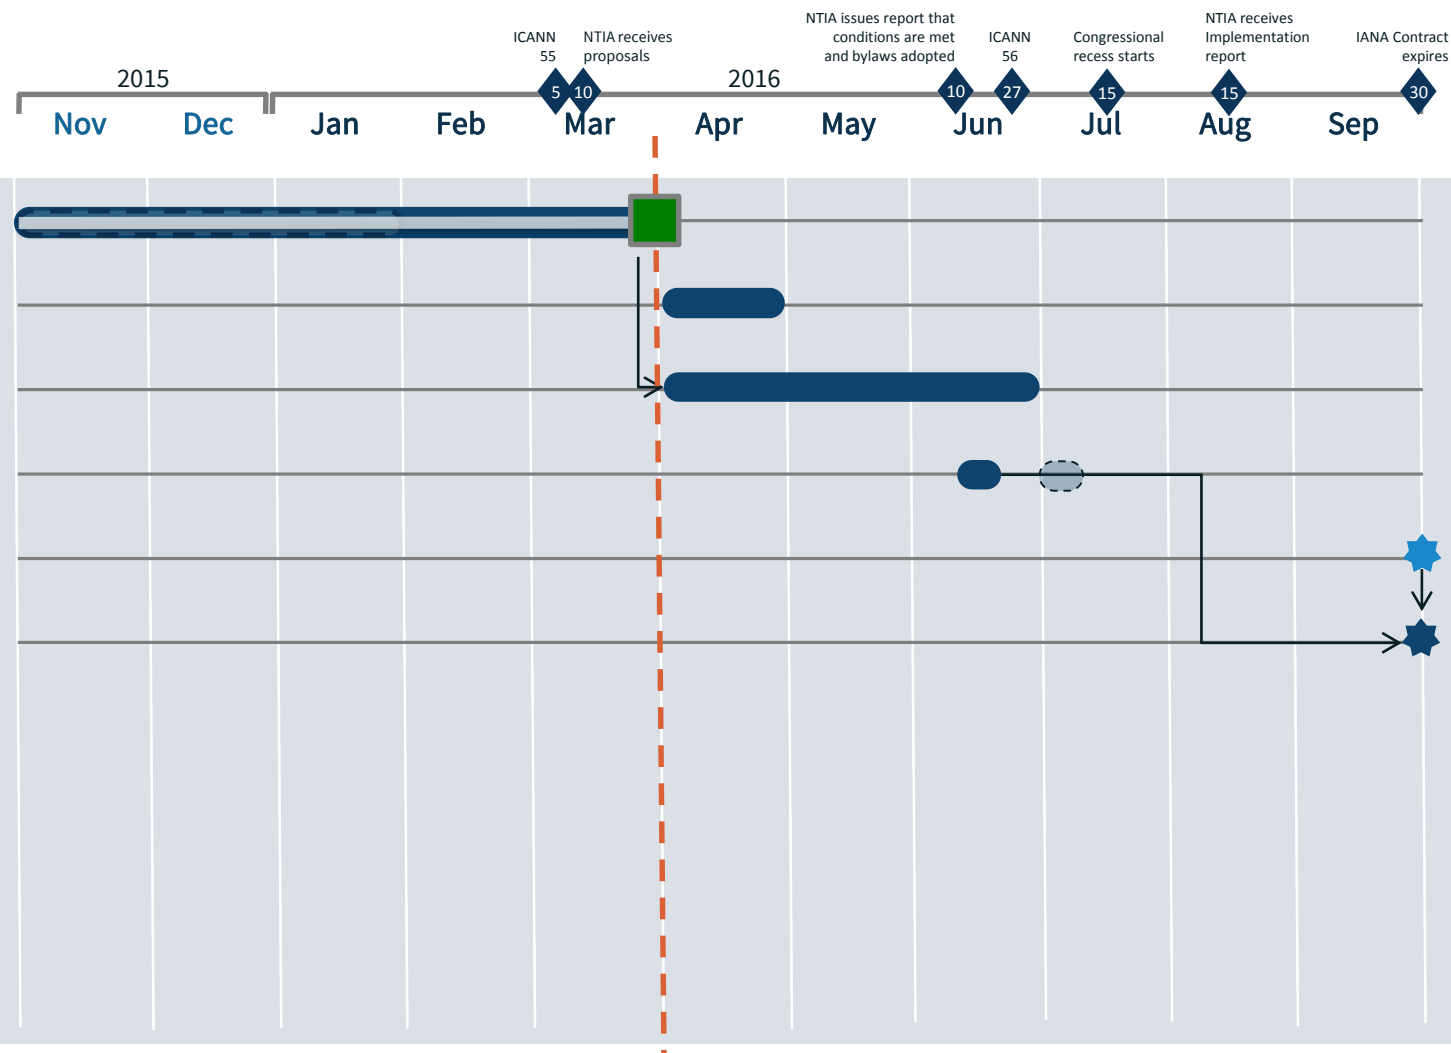 NTIA issues report that
conditions are met
and bylaws adopted
ICANN
55
NTIA receives
proposals
ICANN
56
Congressional
recess starts
NTIA receives
Implementation
report
IANA Contract
expires
2015
2016
5
10
10
27
15
15
30
Nov
Dec
Jan
Feb
Mar
Apr
May
Jun
Jul
Aug
Sep